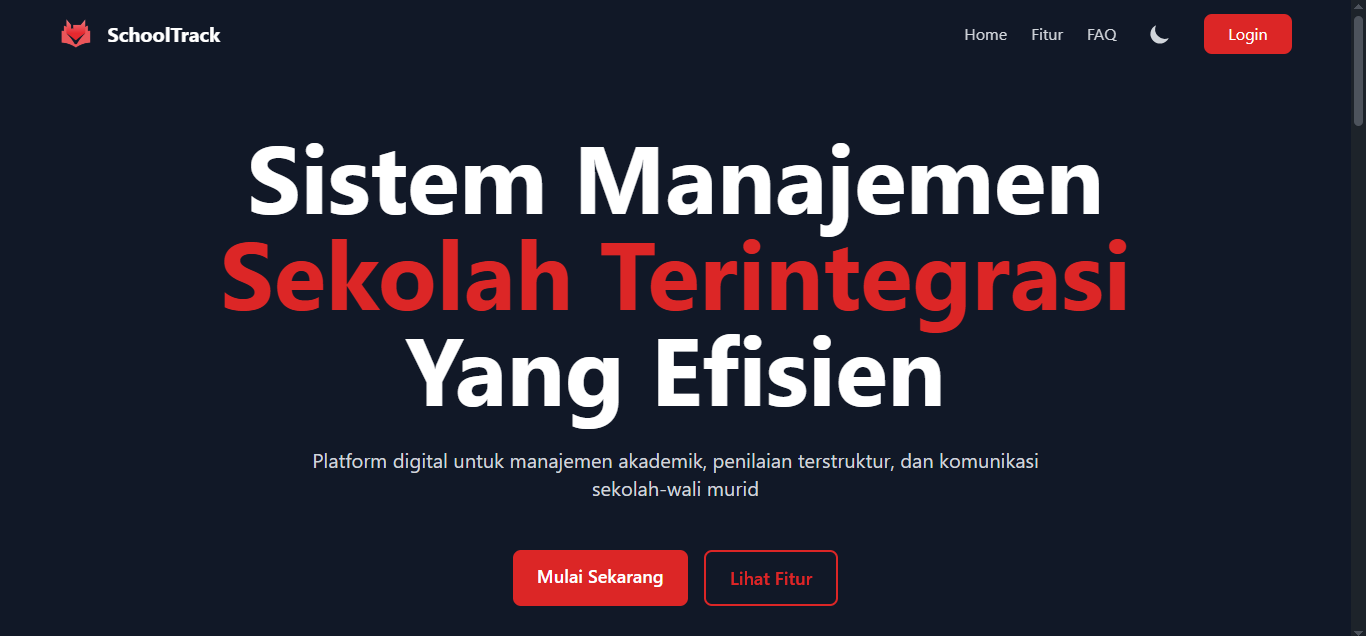 SchoolTrack
Home
Fitur
FAQ
Login
Sistem Manajemen
Sekolah Terintegrasi
Yang Efisien
Platform digital untuk manajemen akademik, penilaian terstruktur, dan komunikasi
sekolah-wali murid
Mulai Sekarang
Lihat Fitur